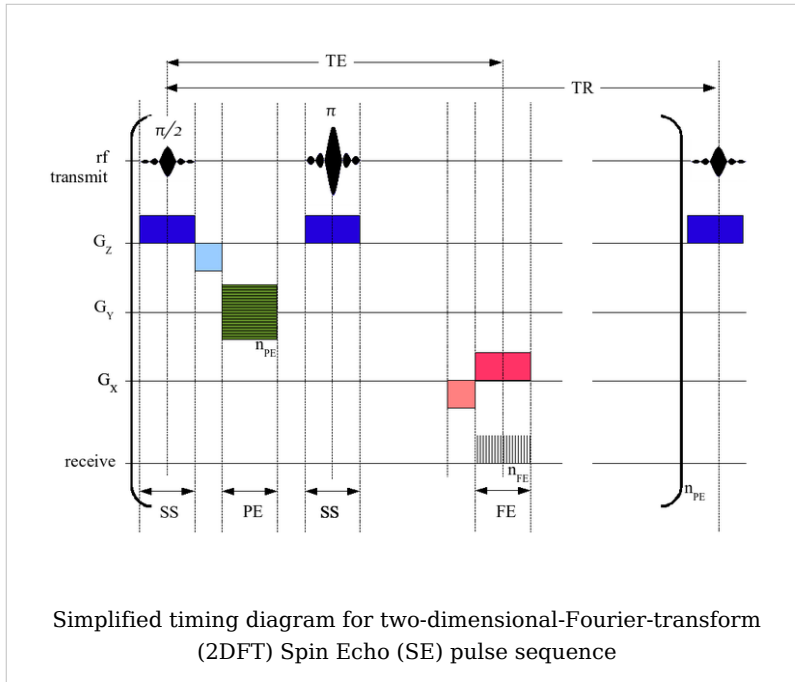 TE
TR
π/2
π
rf
transmit
G_Z
G_Y
n_PE
G_X
receive
n_FE
n_PE
SS
PE
SS
FE
Simplified timing diagram for two-dimensional-Fourier-transform
(2DFT) Spin Echo (SE) pulse sequence